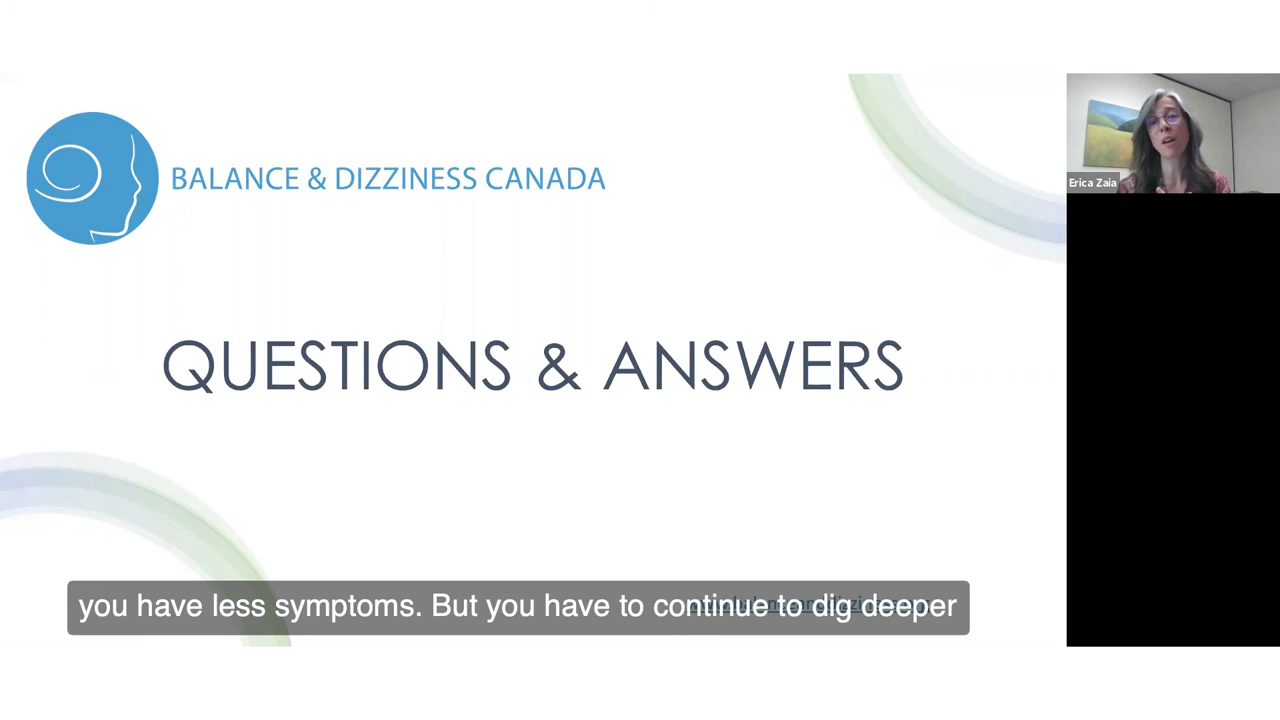 BALANCE & DIZZINESS CANADA
Erica Zaia
QUESTIONS & ANSWERS
you have less symptoms. But you have to continue to dig deeper